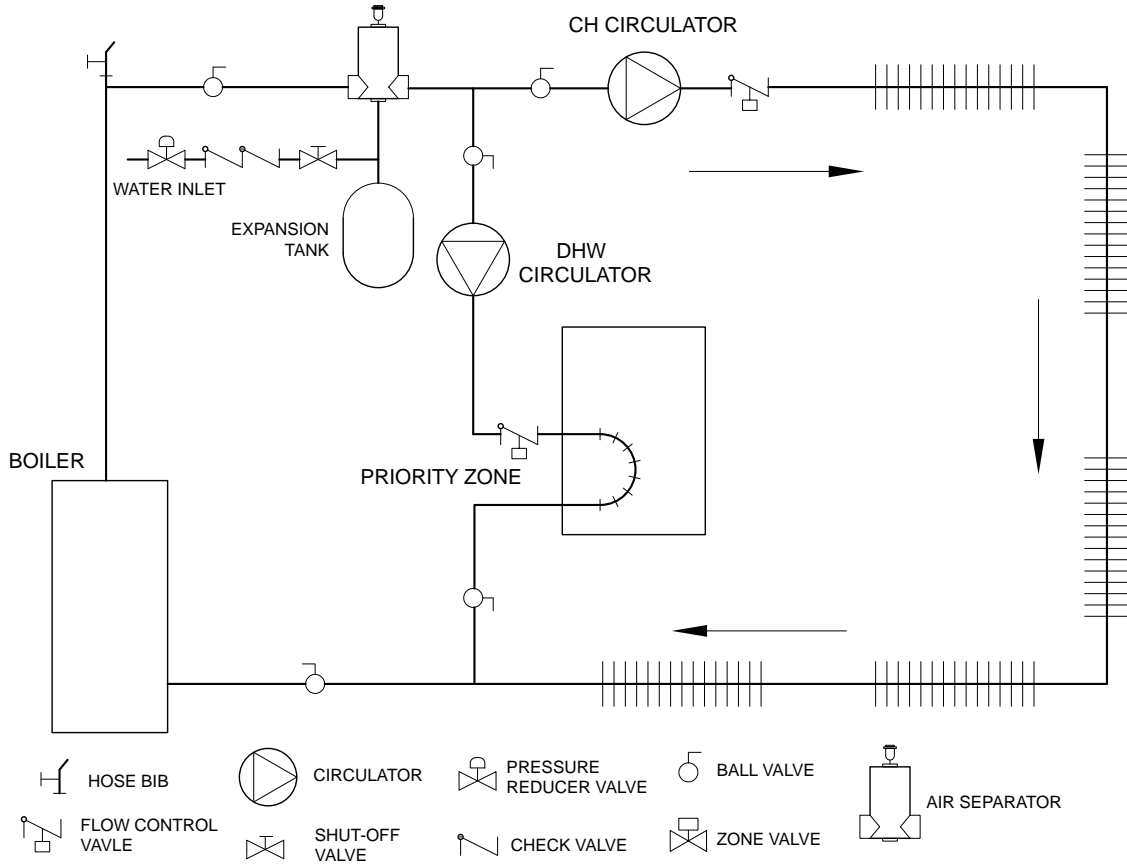 CH CIRCULATOR
WATER INLET
EXPANSION
TANK
DHW
CIRCULATOR
BOILER
PRIORITY ZONE
HOSE BIB
CIRCULATOR
PRESSURE
REDUCER VALVE
BALL VALVE
AIR SEPARATOR
FLOW CONTROL
VAVLE
SHUT-OFF
VALVE
CHECK VALVE
ZONE VALVE